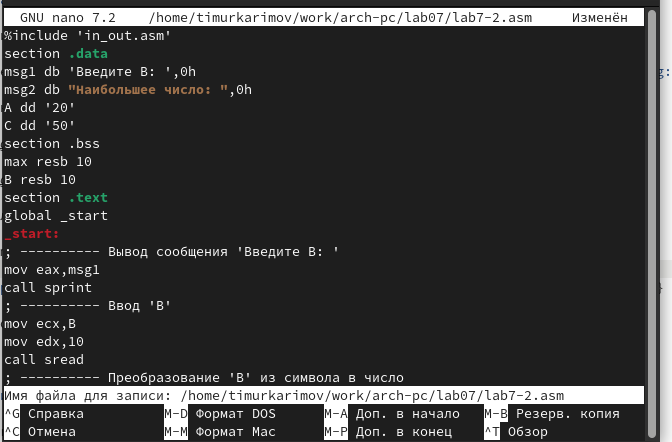 GNU nano 7.2 /home/timurkarimov/work/arch-pc/lab07/lab7-2.asm Изменён
%include 'in_out.asm'
section .data
msg1 db 'Введите B: ',0h
msg2 db "Наибольшее число: ",0h
A dd '20'
C dd '50'
section .bss
max resb 10
B resb 10
section .text
global _start
_start:
; ---------- Вывод сообщения 'Введите B: '
mov eax,msg1
call sprint
; ---------- Ввод 'B'
mov ecx,B
mov edx,10
call sread
; ---------- Преобразование 'B' из символа в число
Имя файла для записи: /home/timurkarimov/work/arch-pc/lab07/lab7-2.asm
^G Справка M-D Формат DOS M-A Доп. в начало M-B Резерв. копия
^C Отмена M-M Формат Mac M-P Доп. в конец ^T Обзор